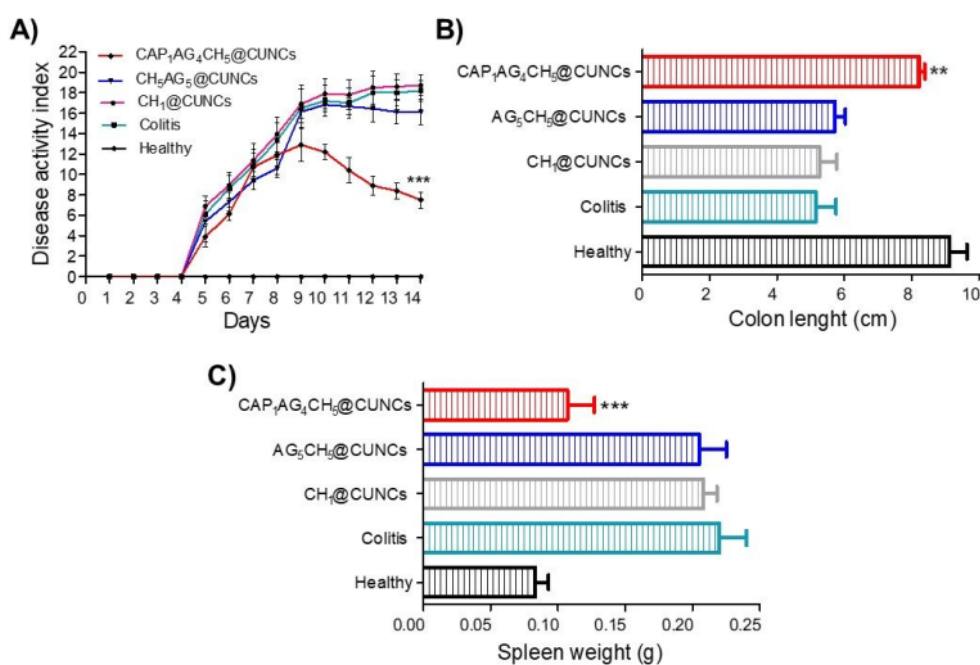 A)
Disease activity index
22
20
18
16
14
12
10
8
6
4
2
0
CAP₁AG₄CH₅@CUNCs
CH₅AG₅@CUNCs
CH₁@CUNCs
Colitis
Healthy
***
0 1 2 3 4 5 6 7 8 9 10 11 12 13 14
Days
B)
CAP₁AG₄CH₅@CUNCs
**
AG₅CH₅@CUNCs
CH₁@CUNCs
Colitis
Healthy
0 2 4 6 8 10
Colon lenght (cm)
C)
CAP₁AG₄CH₅@CUNCs
***
AG₅CH₅@CUNCs
CH₁@CUNCs
Colitis
Healthy
0.00 0.05 0.10 0.15 0.20 0.25
Spleen weight (g)